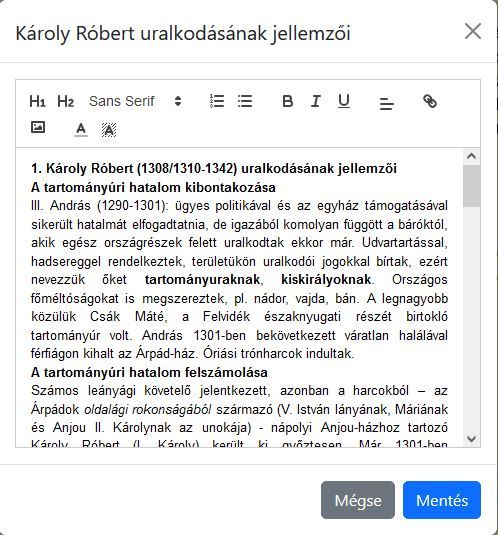 Károly Róbert uralkodásának jellemzői
H1 H2 Sans Serif B I U
A A
1. Károly Róbert (1308/1310-1342) uralkodásának jellemzői
A tartományúri hatalom kibontakozása
III. András (1290-1301): ügyes politikával és az egyház támogatásával
sikerült hatalmát elfogadtatnia, de igazából komolyan függött a báróktól,
akik egész országrészek felett uralkodtak ekkor már. Udvartartással,
hadsereggel rendelkeztek, területükön uralkodói jogokkal bírtak, ezért
nevezzük őket tartományuraknak, kiskirályoknak. Országos
főméltóságokat is megszereztek, pl. nádor, vajda, bán. A legnagyobb
közülük Csák Máté, a Felvidék északnyugati részét birtokló
tartományúr volt. András 1301-ben bekövetkezett váratlan halálával
férfiágon kihalt az Árpád-ház. Óriási trónharcok indultak.
A tartományúri hatalom felszámolása
Számos leányági követelő jelentkezett, azonban a harcokból – az
Árpádok oldalági rokonságából származó (V. István lányának, Máriának
és Anjou II. Károlynak az unokája) - nápolyi Anjou-házhoz tartozó
Károly Róbert (I. Károly) került ki győztesen. Már 1301-ben
Mégse Mentés